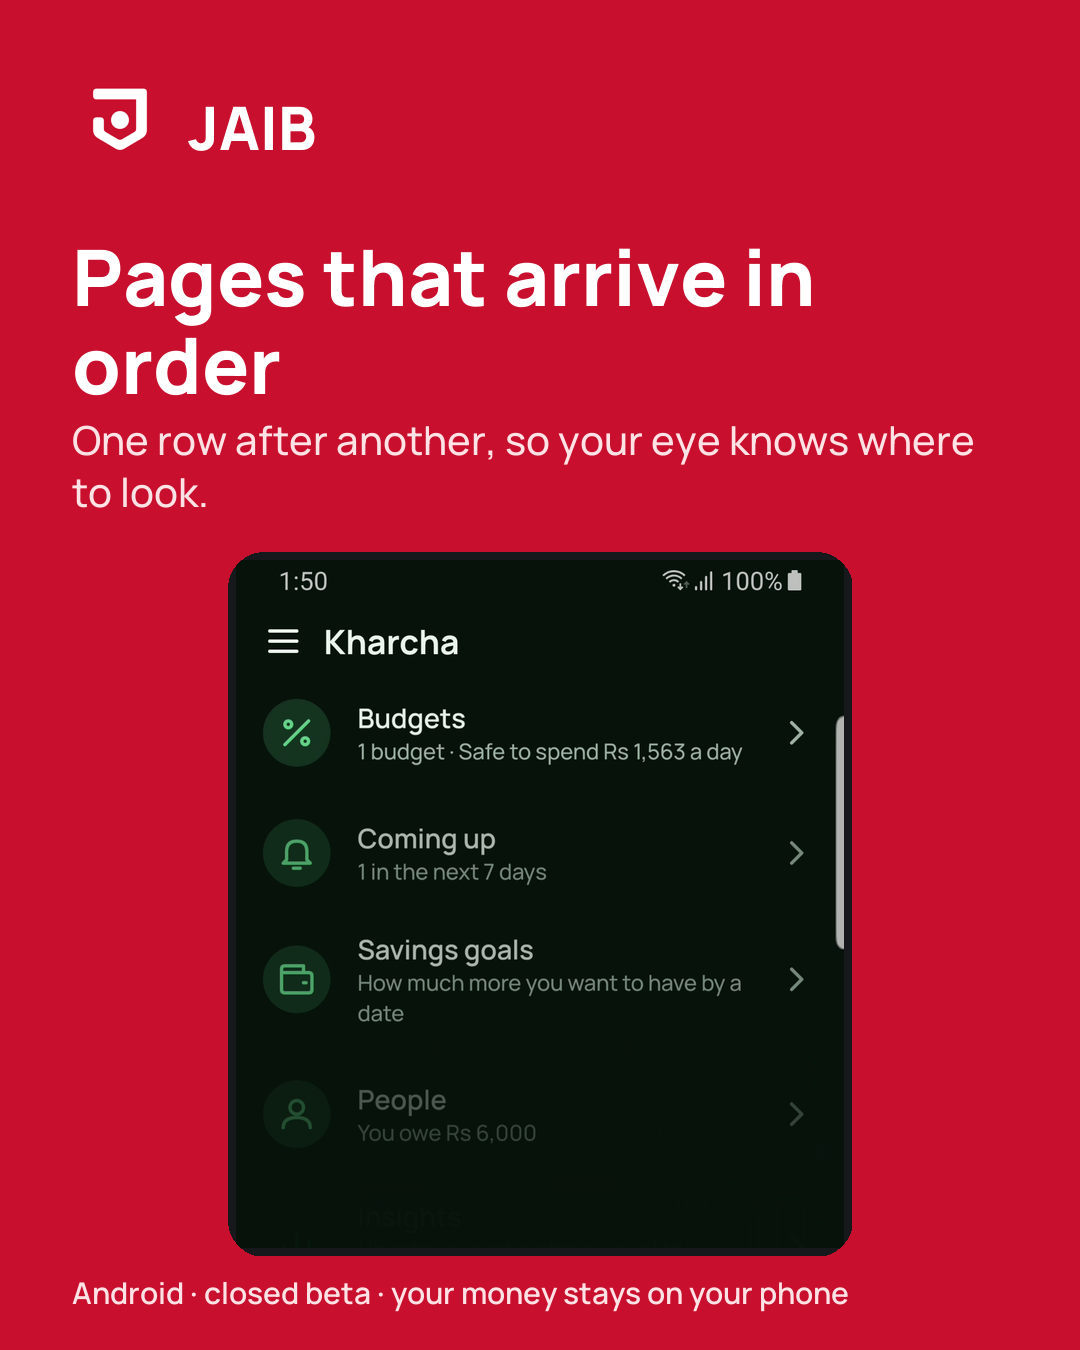 JAIB
Pages that arrive in
order
One row after another, so your eye knows where
to look.
1:50
100%
Kharcha
Budgets
1 budget · Safe to spend Rs 1,563 a day
Coming up
1 in the next 7 days
Savings goals
How much more you want to have by a
date
People
You owe Rs 6,000
Insights
Android · closed beta · your money stays on your phone